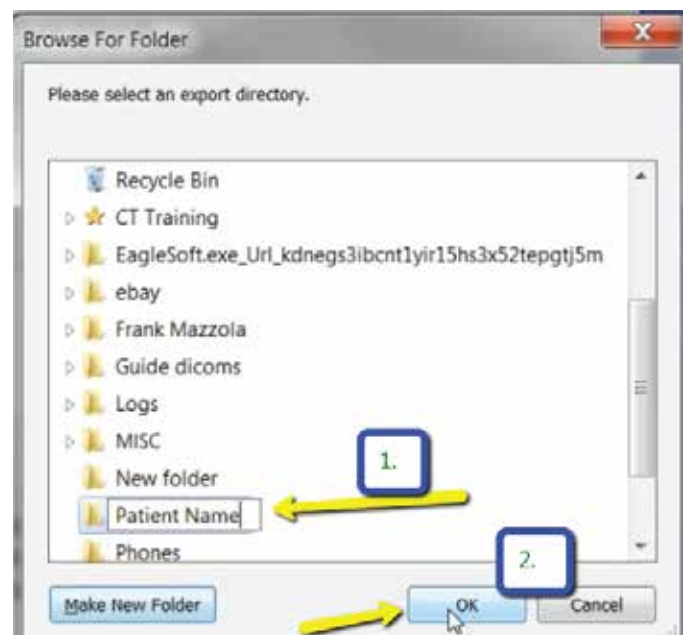 Browse For Folder
X
Please select an export directory.
Recycle Bin
CT Training
EagleSoft.exe_Url_kdnegs3ibcnt1yir15hs3x52tepgtj5m
ebay
Frank Mazzola
Guide dicoms
Logs
MISC
1.
New folder
Patient Name
Phones
2.
Make New Folder
OK
Cancel